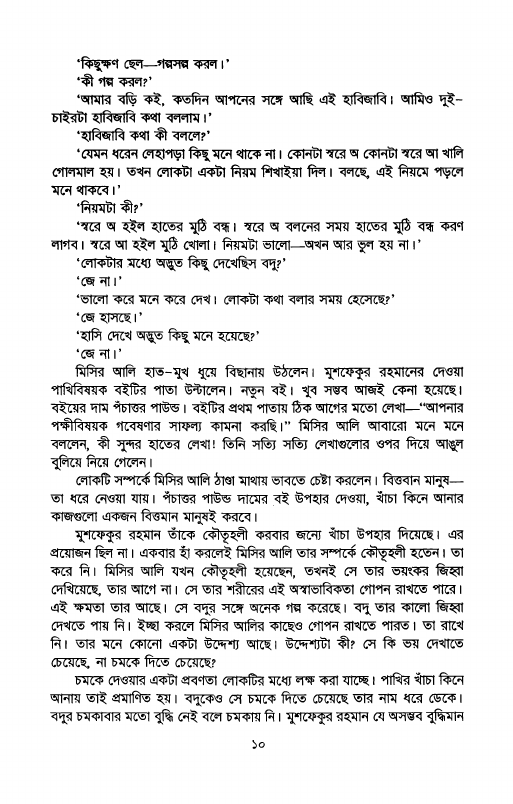 ‘কিছুক্ষণ ছেল—গল্পসল্প করল।’
‘কী গল্প করল?’
‘আমার বড়ি কই, কতদিন আপনের সঙ্গে আছি এই হাবিজাবি। আমিও দুই-
চাইরটা হাবিজাবি কথা বললাম।’
‘হাবিজাবি কথা কী বললে?’
‘যেমন ধরেন লেহাপড়া কিছু মনে থাকে না। কোনটা স্বরে অ কোনটা স্বরে আ খালি
গোলমাল হয়। তখন লোকটা একটা নিয়ম শিখাইয়া দিল। বলছে, এই নিয়মে পড়লে
মনে থাকবে।’
‘নিয়মটা কী?’
‘স্বরে অ হইল হাতের মুঠি বন্ধ। স্বরে অ বলনের সময় হাতের মুঠি বন্ধ করণ
লাগব। স্বরে আ হইল মুঠি খোলা। নিয়মটা ভালো—অখন আর ভুল হয় না।’
‘লোকটার মধ্যে অদ্ভুত কিছু দেখেছিস বদু?’
‘জে না।’
‘ভালো করে মনে করে দেখ। লোকটা কথা বলার সময় হেসেছে?’
‘জে হাসছে।’
‘হাসি দেখে অদ্ভুত কিছু মনে হয়েছে?’
‘জে না।’
মিসির আলি হাত-মুখ ধুয়ে বিছানায় উঠলেন। মুশফেকুর রহমানের দেওয়া
পাখিবিষয়ক বইটির পাতা উল্টালেন। নতুন বই। খুব সম্ভব আজই কেনা হয়েছে।
বইয়ের দাম পঁচাত্তর পাউন্ড। বইটির প্রথম পাতায় ঠিক আগের মতো লেখা—“আপনার
পক্ষীবিষয়ক গবেষণার সাফল্য কামনা করছি।” মিসির আলি আবারো মনে মনে
বললেন, কী সুন্দর হাতের লেখা! তিনি সত্যি সত্যি লেখাগুলোর ওপর দিয়ে আঙুল
বুলিয়ে নিয়ে গেলেন।
লোকটি সম্পর্কে মিসির আলি ঠাণ্ডা মাথায় ভাবতে চেষ্টা করলেন। বিত্তবান মানুষ—
তা ধরে নেওয়া যায়। পঁচাত্তর পাউন্ড দামের বই উপহার দেওয়া, খাঁচা কিনে আনার
কাজগুলো একজন বিত্তমান মানুষই করবে।
মুশফেকুর রহমান তাঁকে কৌতূহলী করবার জন্যে খাঁচা উপহার দিয়েছে। এর
প্রয়োজন ছিল না। একবার হাঁ করলেই মিসির আলি তার সম্পর্কে কৌতূহলী হতেন। তা
করে নি। মিসির আলি যখন কৌতূহলী হয়েছেন, তখনই সে তার ভয়ংকর জিহ্বা
দেখিয়েছে, তার আগে না। সে তার শরীরের এই অস্বাভাবিকতা গোপন রাখতে পারে।
এই ক্ষমতা তার আছে। সে বদুর সঙ্গে অনেক গল্প করেছে। বদু তার কালো জিহ্বা
দেখতে পায় নি। ইচ্ছা করলে মিসির আলির কাছেও গোপন রাখতে পারত। তা রাখে
নি। তার মনে কোনো একটা উদ্দেশ্য আছে। উদ্দেশ্যটা কী? সে কি ভয় দেখাতে
চেয়েছে, না চমকে দিতে চেয়েছে?
চমকে দেওয়ার একটা প্রবণতা লোকটির মধ্যে লক্ষ করা যাচ্ছে। পাখির খাঁচা কিনে
আনায় তাই প্রমাণিত হয়। বদুকেও সে চমকে দিতে চেয়েছে তার নাম ধরে ডেকে।
বদুর চমকাবার মতো বুদ্ধি নেই বলে চমকায় নি। মুশফেকুর রহমান যে অসম্ভব বুদ্ধিমান
১০